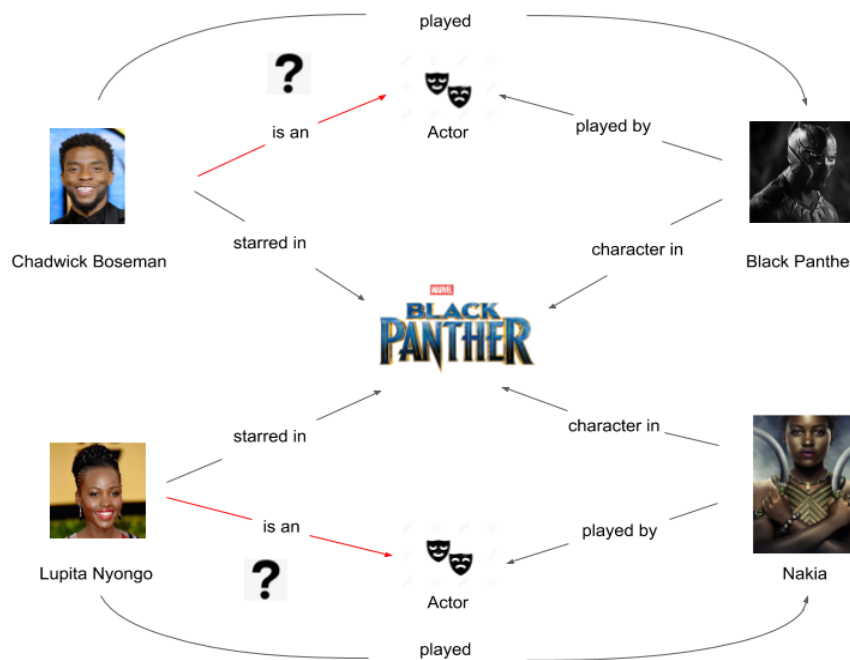 played
?
is an
Actor
played by
Chadwick Boseman
starred in
character in
Black Panthe
MARVEL
BLACK
PANTHER
starred in
character in
is an
played by
Lupita Nyongo
?
Actor
Nakia
played